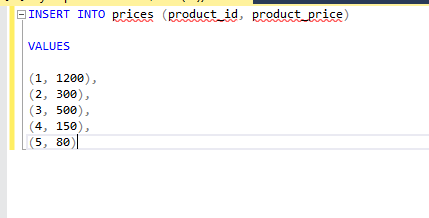 INSERT INTO prices (product_id, product_price)
VALUES
(1, 1200),
(2, 300),
(3, 500),
(4, 150),
(5, 80)